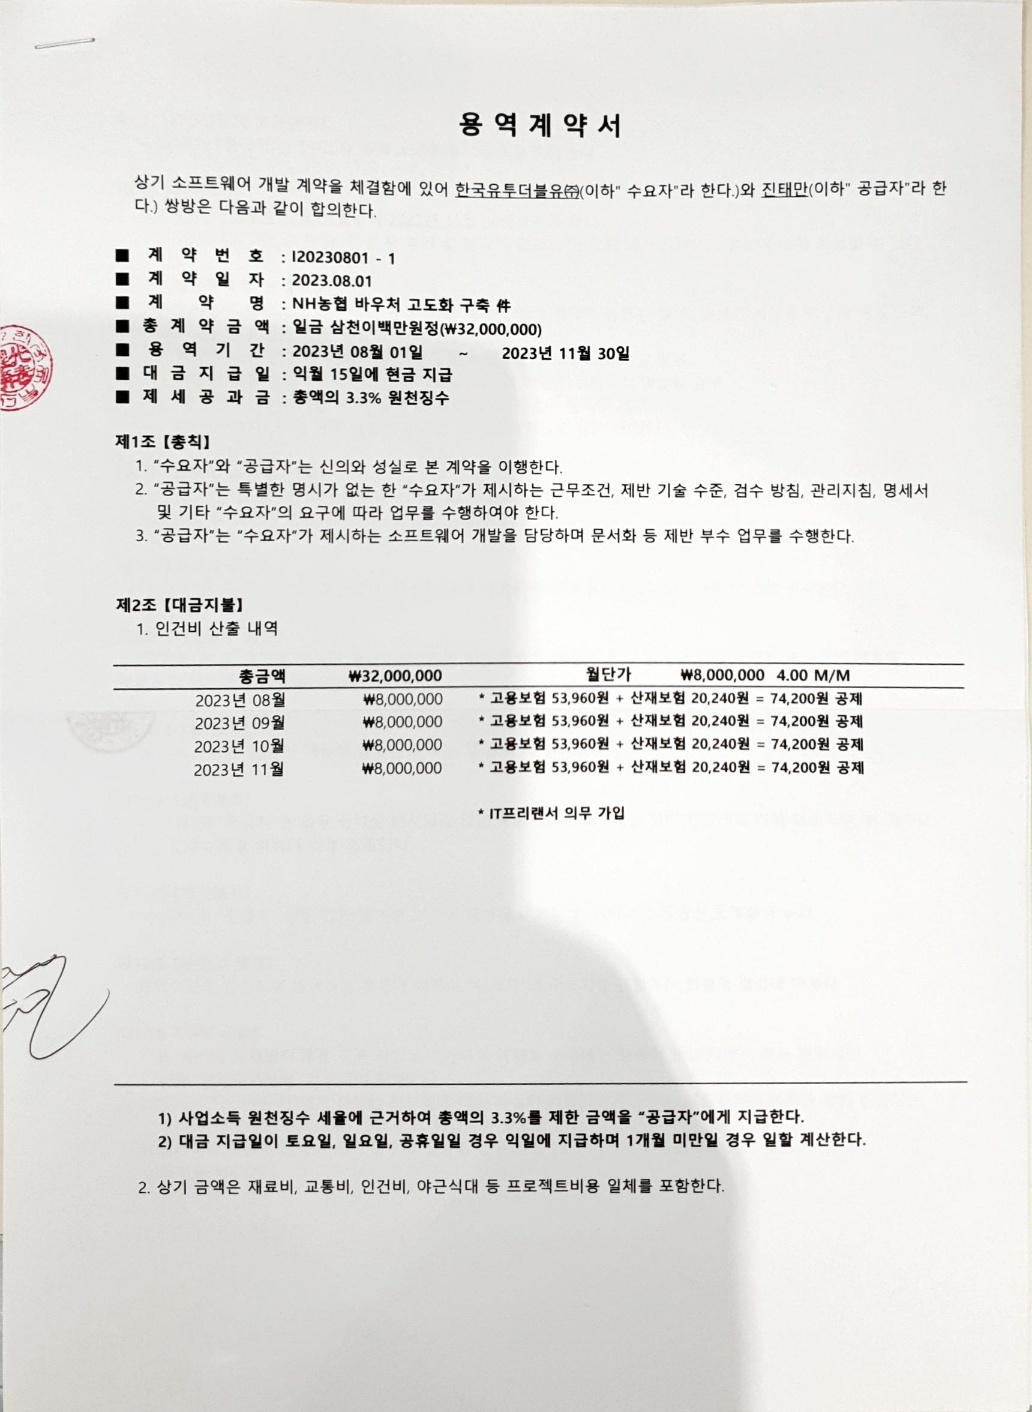 용역계약서
상기 소프트웨어 개발 계약을 체결함에 있어 한국유투더블유㈜(이하" 수요자"라 한다.)와 진태만(이하" 공급자"라 한
다.) 쌍방은 다음과 같이 합의한다.
■ 계 약 번 호 : I20230801 - 1
■ 계 약 일 자 : 2023.08.01
■ 계 약 명 : NH농협 바우처 고도화 구축 件
■ 총 계 약 금 액 : 일금 삼천이백만원정(₩32,000,000)
■ 용 역 기 간 : 2023년 08월 01일 ~ 2023년 11월 30일
■ 대 금 지 급 일 : 익월 15일에 현금 지급
■ 제 세 공 과 금 : 총액의 3.3% 원천징수
제1조【총칙】
1. "수요자"와 "공급자"는 신의와 성실로 본 계약을 이행한다.
2. "공급자"는 특별한 명시가 없는 한 "수요자"가 제시하는 근무조건, 제반 기술 수준, 검수 방침, 관리지침, 명세서
및 기타 "수요자"의 요구에 따라 업무를 수행하여야 한다.
3. "공급자"는 "수요자"가 제시하는 소프트웨어 개발을 담당하며 문서화 등 제반 부수 업무를 수행한다.
제2조【대금지불】
1. 인건비 산출 내역
총금액 ₩32,000,000 월단가 ₩8,000,000 4.00 M/M
2023년 08월 ₩8,000,000 * 고용보험 53,960원 + 산재보험 20,240원 = 74,200원 공제
2023년 09월 ₩8,000,000 * 고용보험 53,960원 + 산재보험 20,240원 = 74,200원 공제
2023년 10월 ₩8,000,000 * 고용보험 53,960원 + 산재보험 20,240원 = 74,200원 공제
2023년 11월 ₩8,000,000 * 고용보험 53,960원 + 산재보험 20,240원 = 74,200원 공제
* IT프리랜서 의무 가입
1) 사업소득 원천징수 세율에 근거하여 총액의 3.3%를 제한 금액을 "공급자"에게 지급한다.
2) 대금 지급일이 토요일, 일요일, 공휴일일 경우 익일에 지급하며 1개월 미만일 경우 일할 계산한다.
2. 상기 금액은 재료비, 교통비, 인건비, 야근식대 등 프로젝트비용 일체를 포함한다.